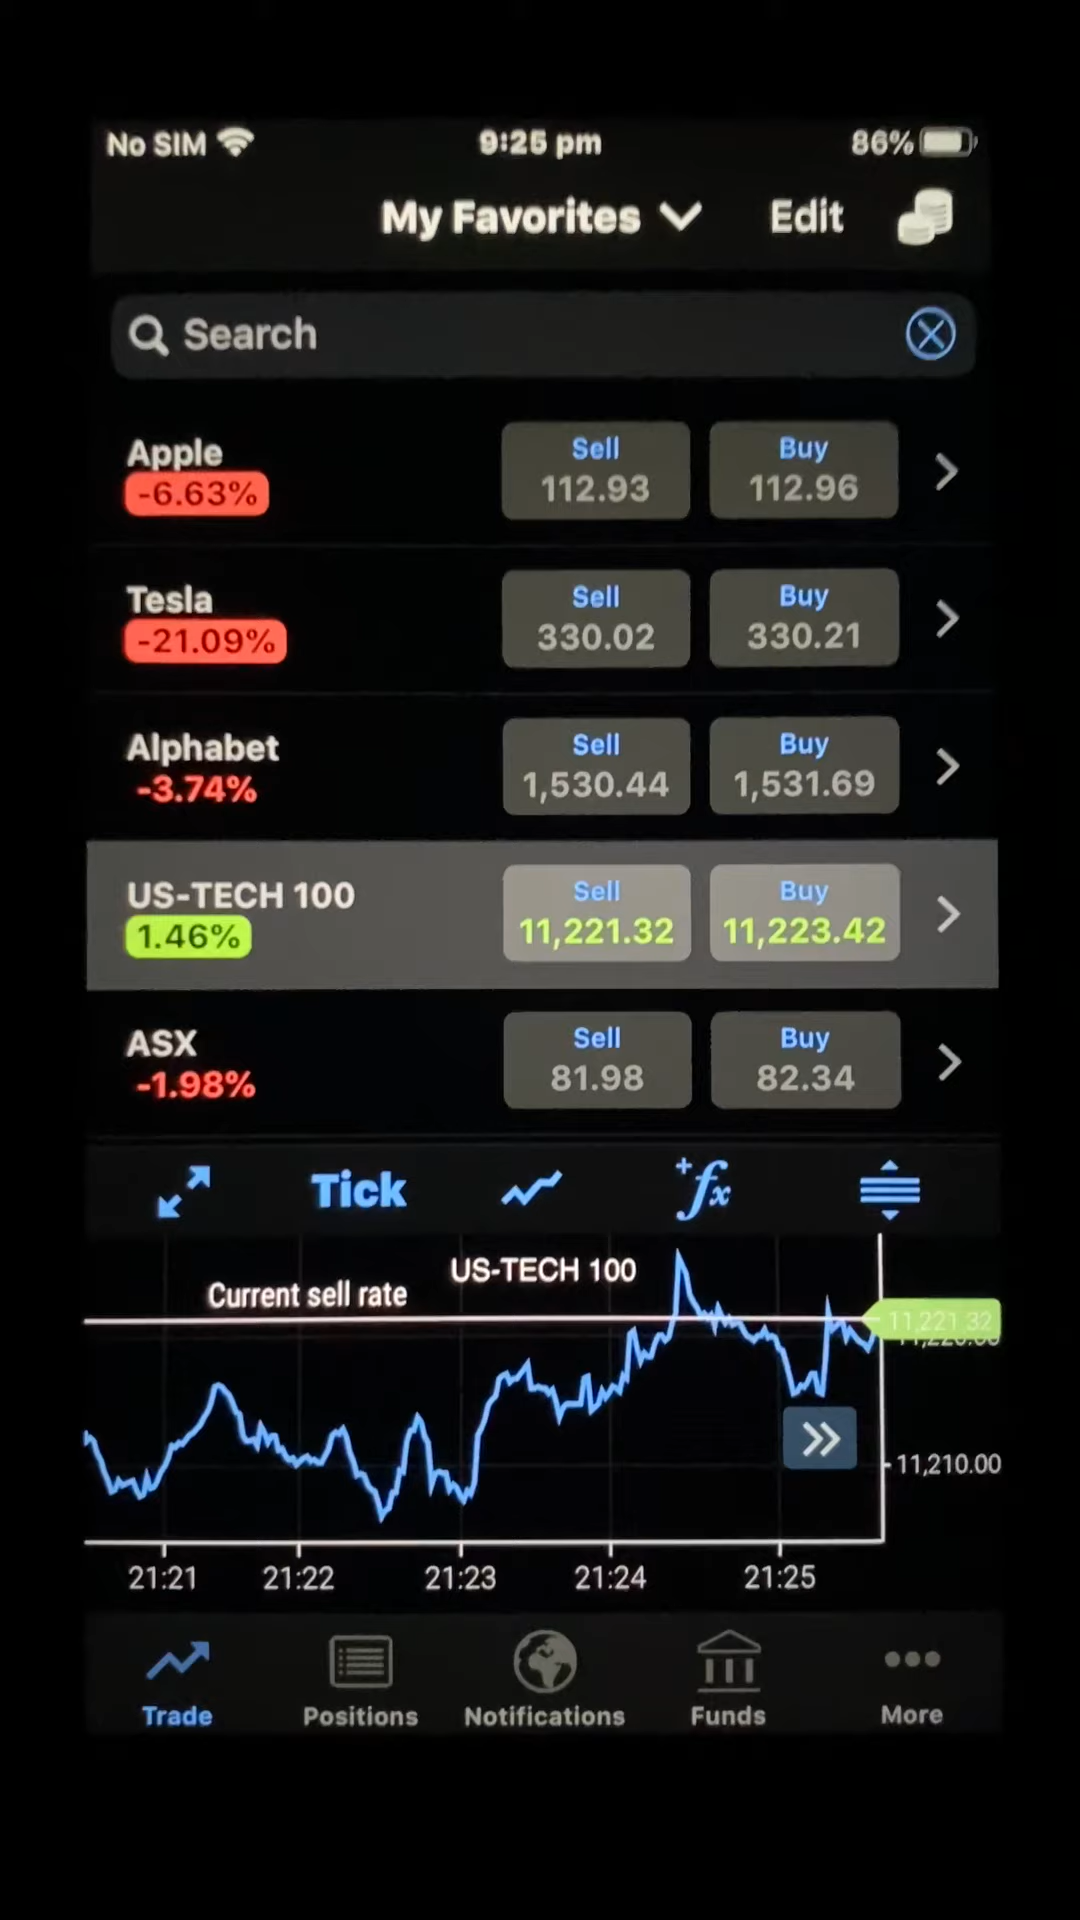 No SIM 9:25 pm 86%
My Favorites Edit
Search
Apple Sell Buy
-6.63% 112.93 112.96
Tesla Sell Buy
-21.09% 330.02 330.21
Alphabet Sell Buy
-3.74% 1,530.44 1,531.69
US-TECH 100 Sell Buy
1.46% 11,221.32 11,223.42
ASX Sell Buy
-1.98% 81.98 82.34
Tick +fx
US-TECH 100
Current sell rate
11,221.32
11,210.00
21:21 21:22 21:23 21:24 21:25
Trade Positions Notifications Funds More